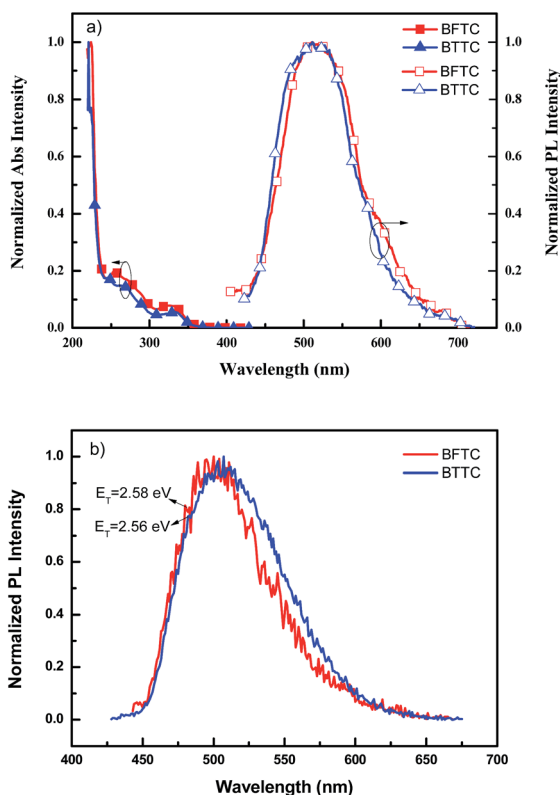 a)
BFTC
BTTC
BFTC
BTTC
Normalized Abs Intensity
Normalized PL Intensity
1.0
0.8
0.6
0.4
0.2
0.0
1.0
0.8
0.6
0.4
0.2
0.0
200 300 400 500 600 700
Wavelength (nm)
b)
BFTC
BTTC
E_T=2.58 eV
E_T=2.56 eV
Normalized PL Intensity
1.0
0.8
0.6
0.4
0.2
0.0
400 450 500 550 600 650 700
Wavelength (nm)